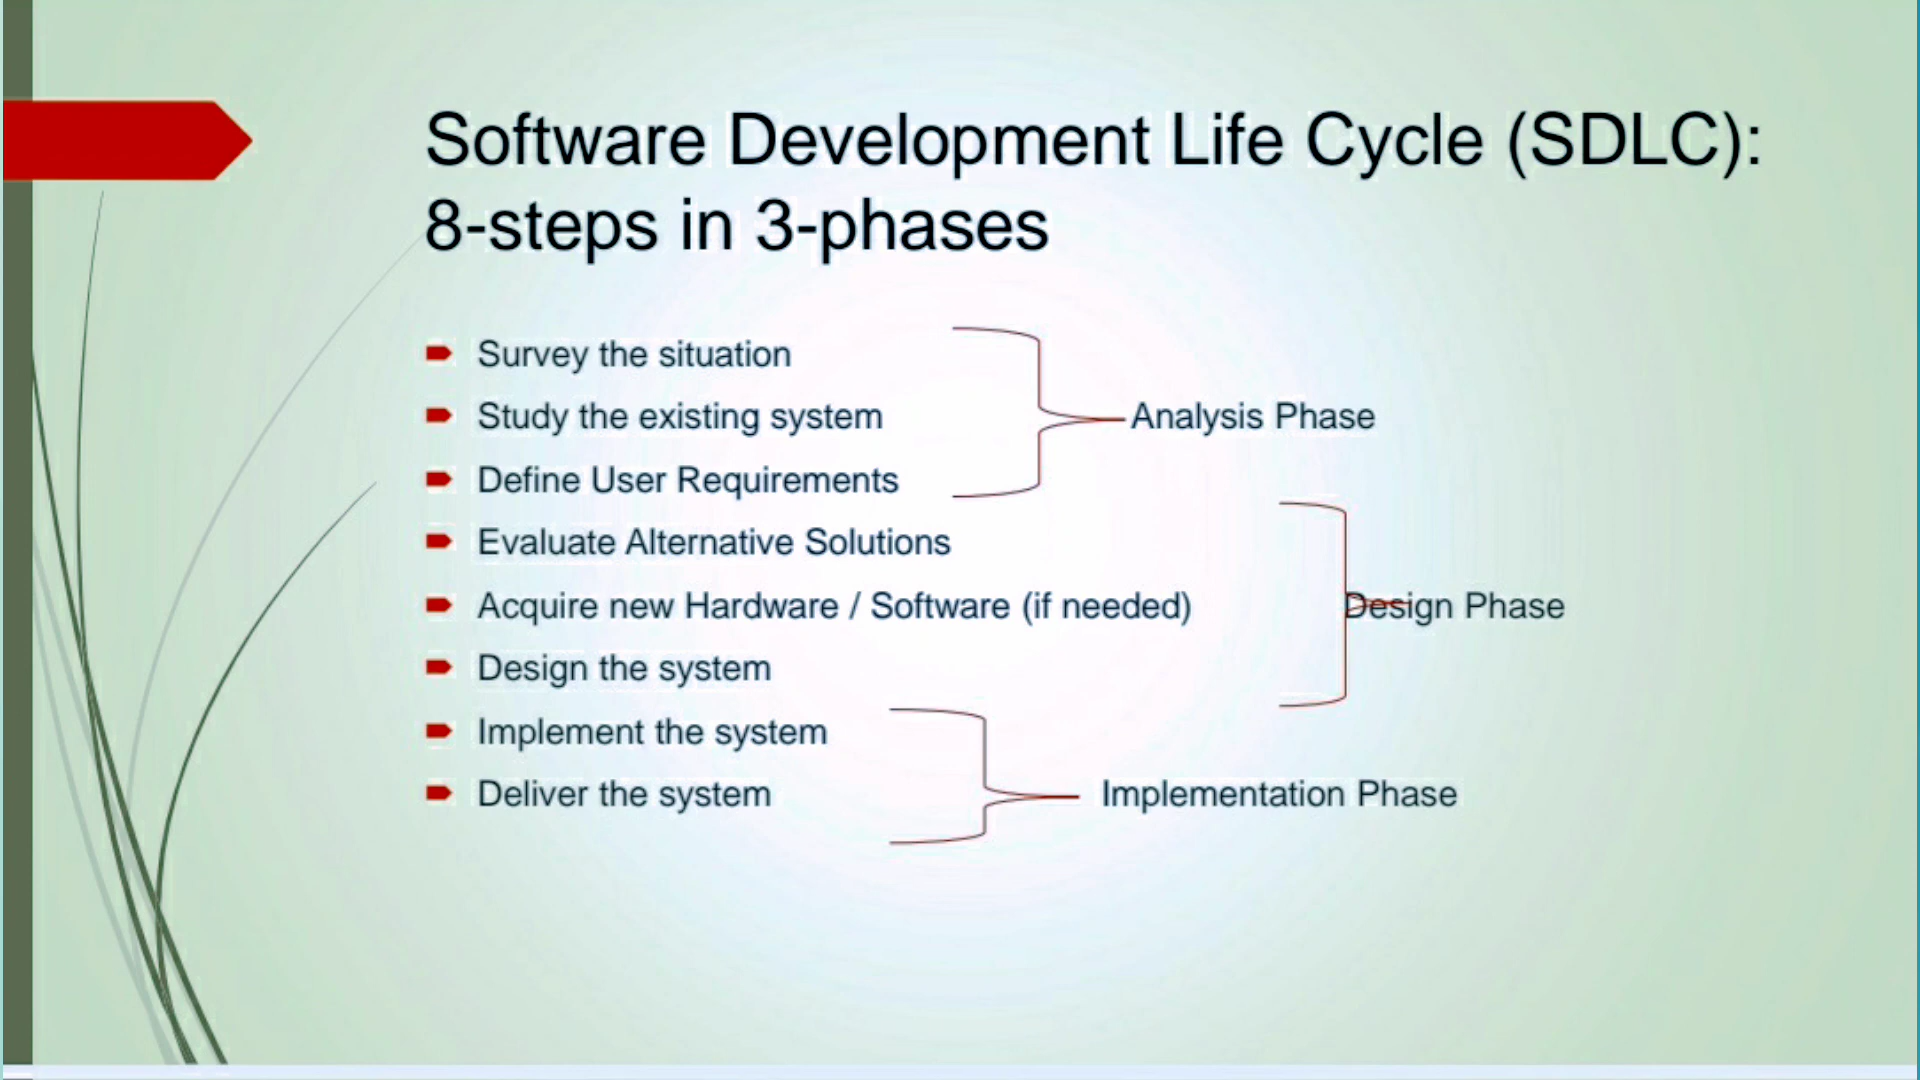 Software Development Life Cycle (SDLC):
8-steps in 3-phases
Survey the situation
Study the existing system
Analysis Phase
Define User Requirements
Evaluate Alternative Solutions
Acquire new Hardware / Software (if needed)
Design Phase
Design the system
Implement the system
Deliver the system
Implementation Phase